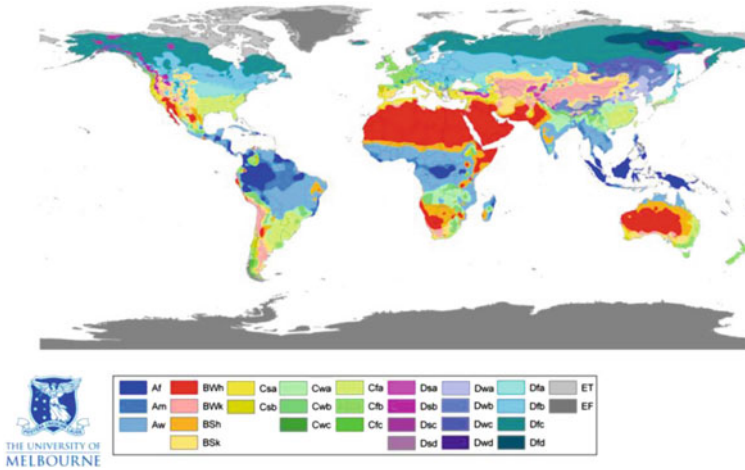 Af BWh Csa Cwa Cfa Dsa Dwa Dfa ET
Am BWk Csb Cwb Cfb Dsb Dwb Dfb EF
Aw BSh Cwc Cfc Dsc Dwc Dfc
BSk Dsd Dwd Dfd
THE UNIVERSITY OF
MELBOURNE